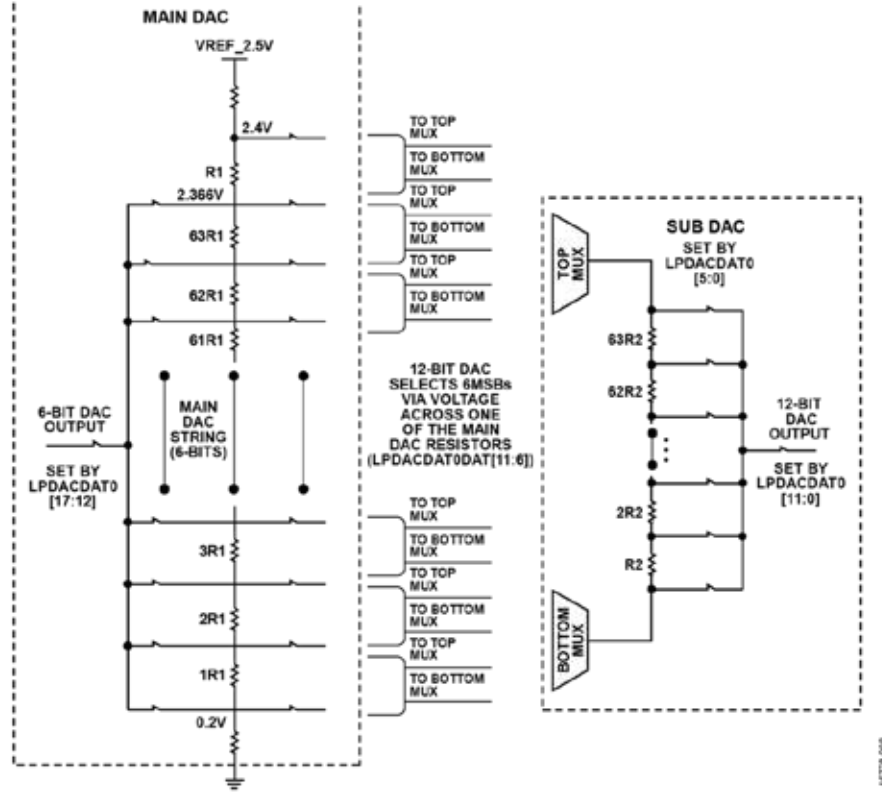 MAIN DAC
VREF_2.5V
2.4V
R1
2.366V
63R1
62R1
61R1
6-BIT DAC
OUTPUT
SET BY
LPDACDAT0
[17:12]
MAIN
DAC
STRING
(6-BITS)
3R1
2R1
1R1
0.2V
TO TOP
MUX
TO BOTTOM
MUX
TO TOP
MUX
TO BOTTOM
MUX
TO TOP
MUX
TO BOTTOM
MUX
12-BIT DAC
SELECTS 6MSBs
VIA VOLTAGE
ACROSS ONE
OF THE MAIN
DAC RESISTORS
(LPDACDAT0DAT[11:6])
TO TOP
MUX
TO BOTTOM
MUX
TO TOP
MUX
TO BOTTOM
MUX
TO TOP
MUX
TO BOTTOM
MUX
TOP
MUX
SUB DAC
SET BY
LPDACDAT0
[5:0]
63R2
62R2
2R2
R2
12-BIT
DAC
OUTPUT
SET BY
LPDACDAT0
[11:0]
BOTTOM
MUX